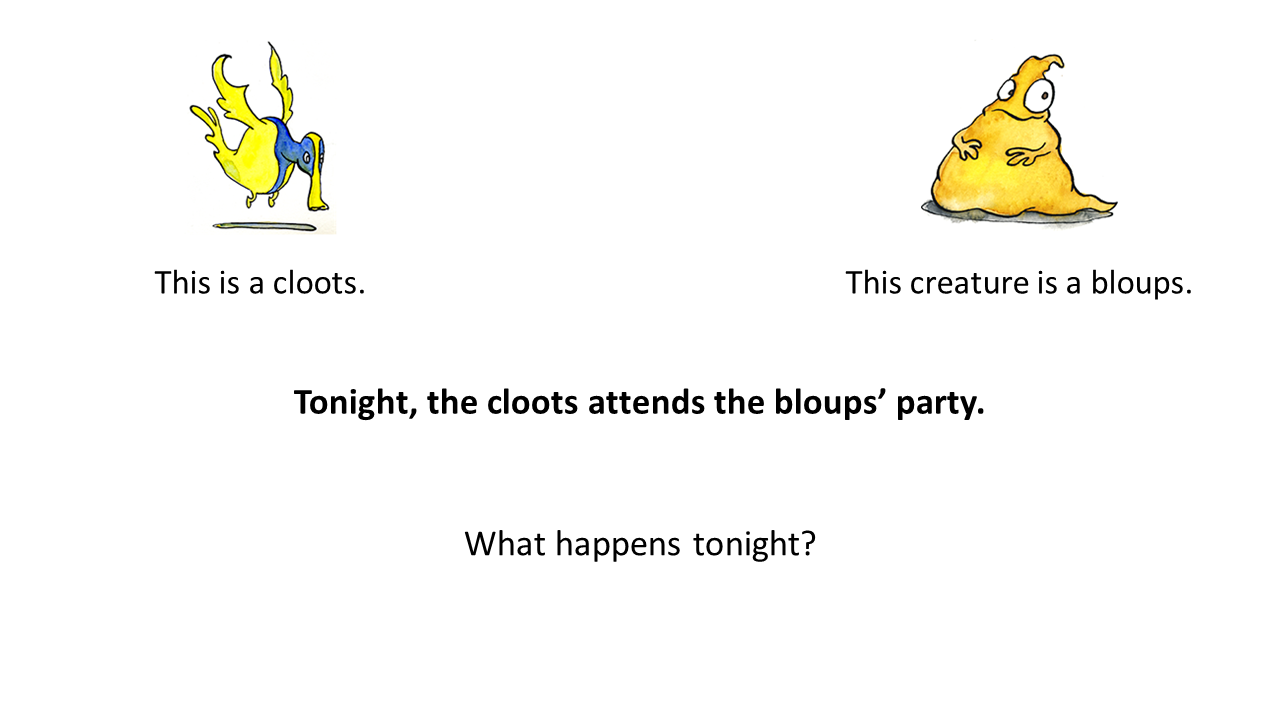 This is a cloots.
This creature is a bloups.
Tonight, the cloots attends the bloups’ party.
What happens tonight?